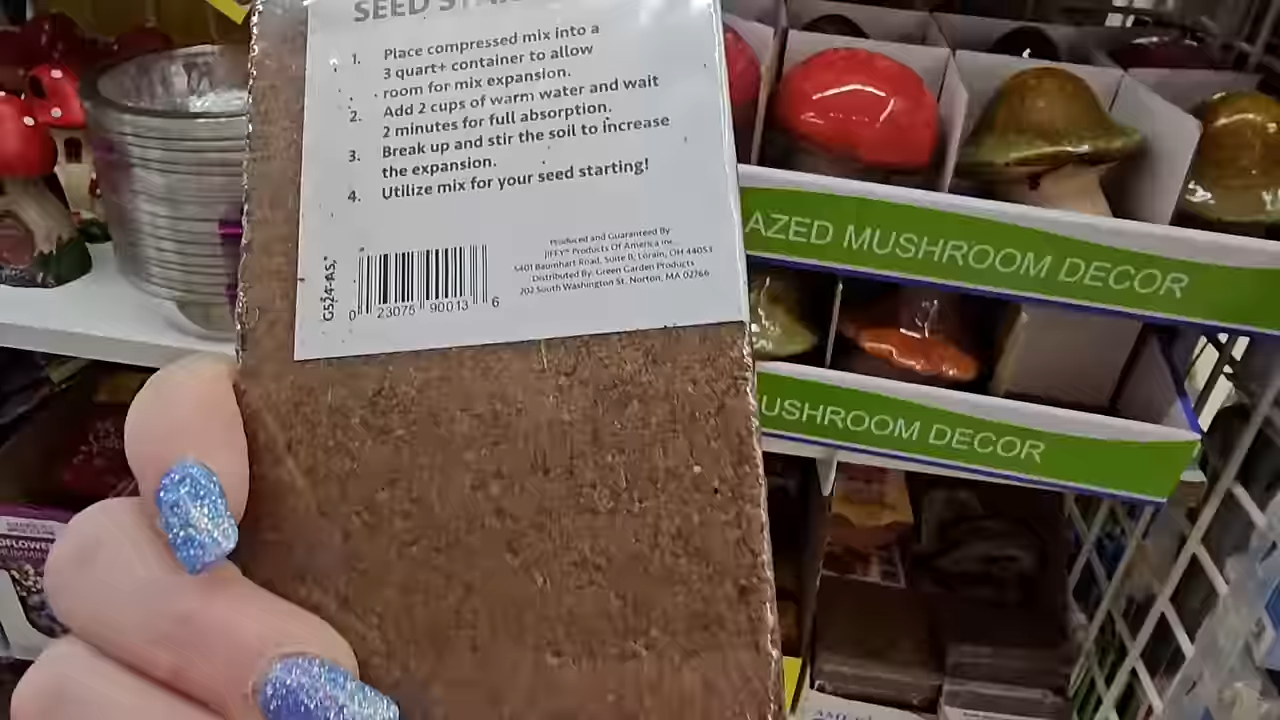 SEED
1. Place compressed mix into a
3 quart+ container to allow
room for mix expansion.
2. Add 2 cups of warm water and wait
2 minutes for full absorption.
3. Break up and stir the soil to increase
the expansion.
4. Utilize mix for your seed starting!
Produced and Guaranteed By
JIFFY™ Products Of America Inc.
5401 Baumhart Road, Suite B, Lorain, OH 44053
Distributed By: Green Garden Products
202 South Washington St. Norton, MA 02766
G524-AS,
0 23075 90013 6
AZED MUSHROOM DECOR
USHROOM DECOR